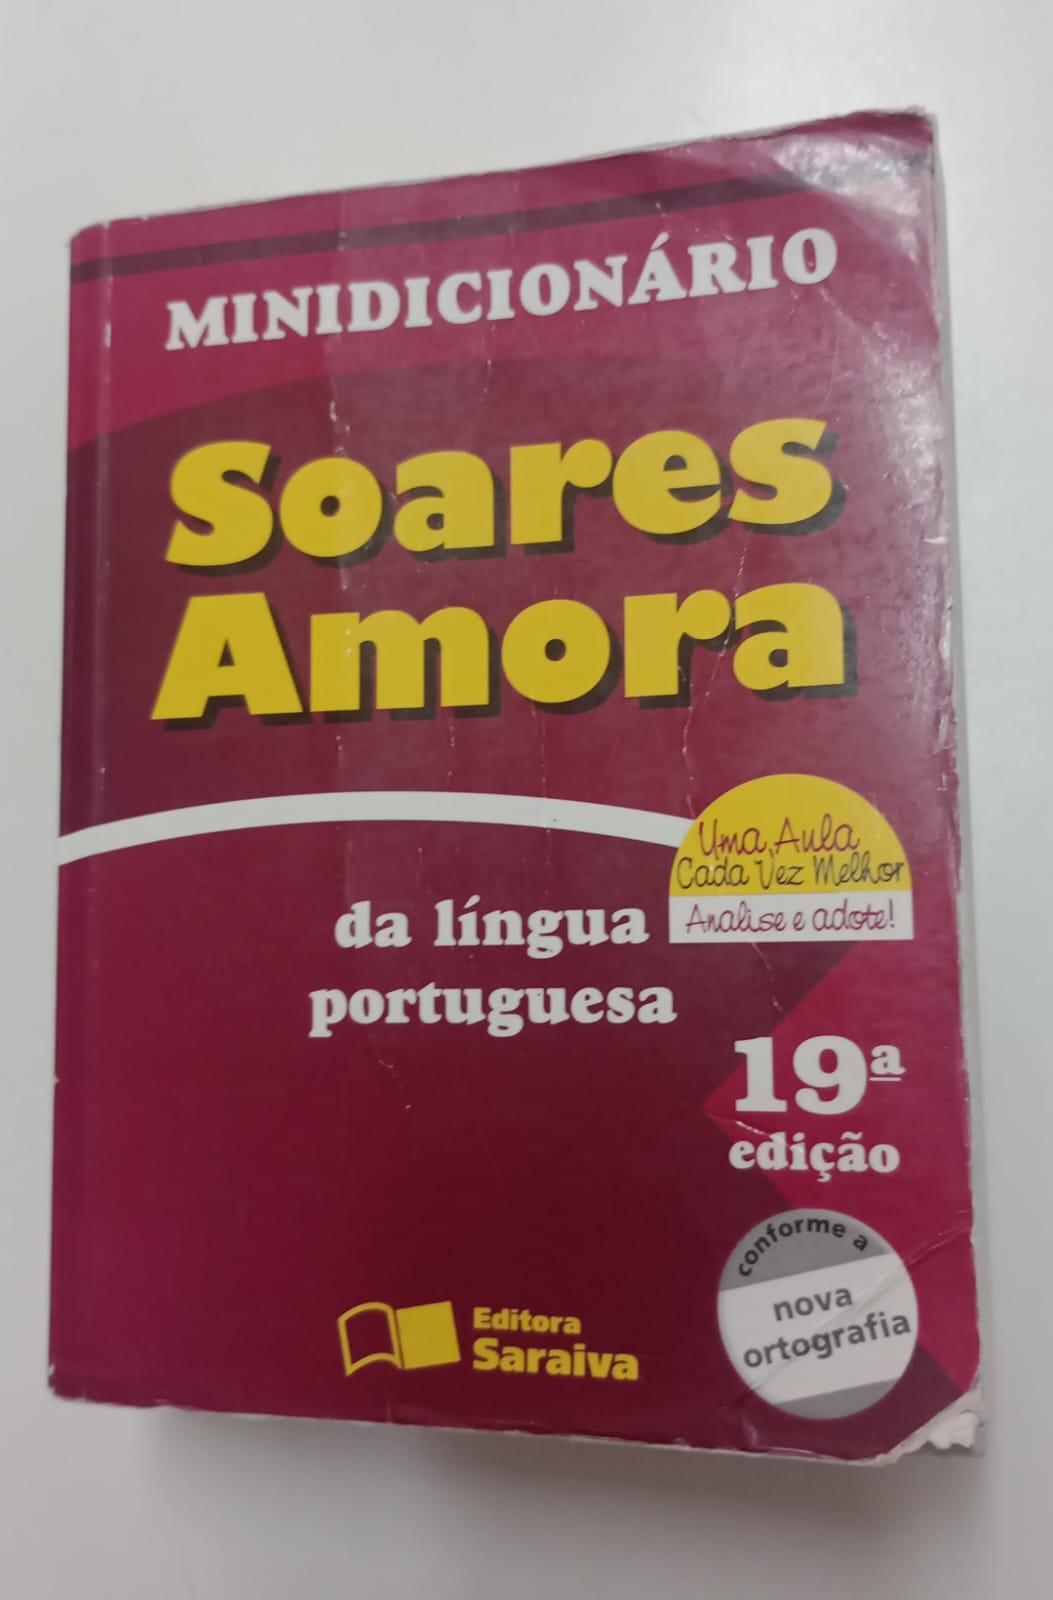 MINIDICIONÁRIO
Soares
Amora
Uma Aula
Cada Vez Melhor
Analise e adote!
da língua
portuguesa
19ª
edição
conforme a
nova
ortografia
Editora
Saraiva